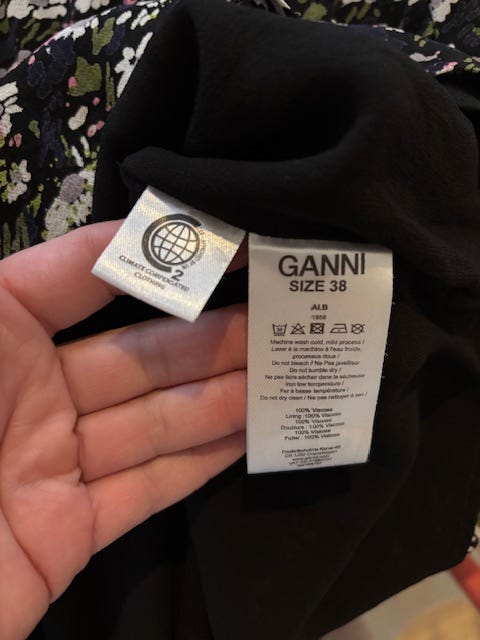 CLIMATE COMPENSATED
CLOTHING
GANNI
SIZE 38
ALB
1858
Machine wash cold, mild process /
Laver à la machine à l'eau froide,
processus doux /
Do not bleach / Ne pas javelliser
Do not tumble dry /
Ne pas faire sécher dans la sécheuse
Iron low temperature /
Fer à basse température /
Do not dry clean / Ne pas nettoyer à sec /
100% Viscose
Lining: 100% Viscose
100% Viscose
Doublure : 100% Viscose
100% Viscose
Futter: 100% Viscose